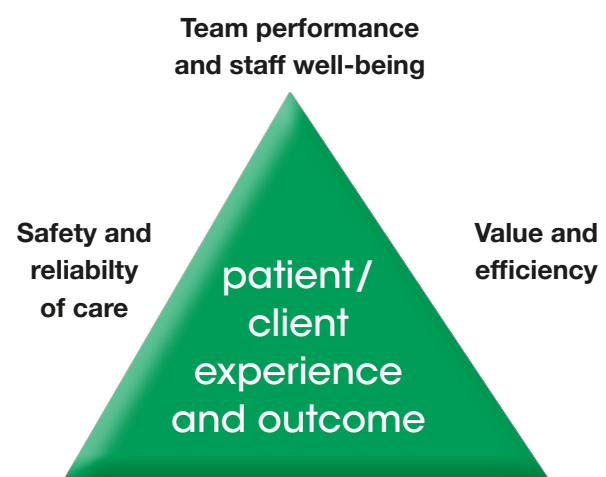 Team performance
and staff well-being
Safety and
reliabilty
of care
Value and
efficiency
patient/
client
experience
and outcome